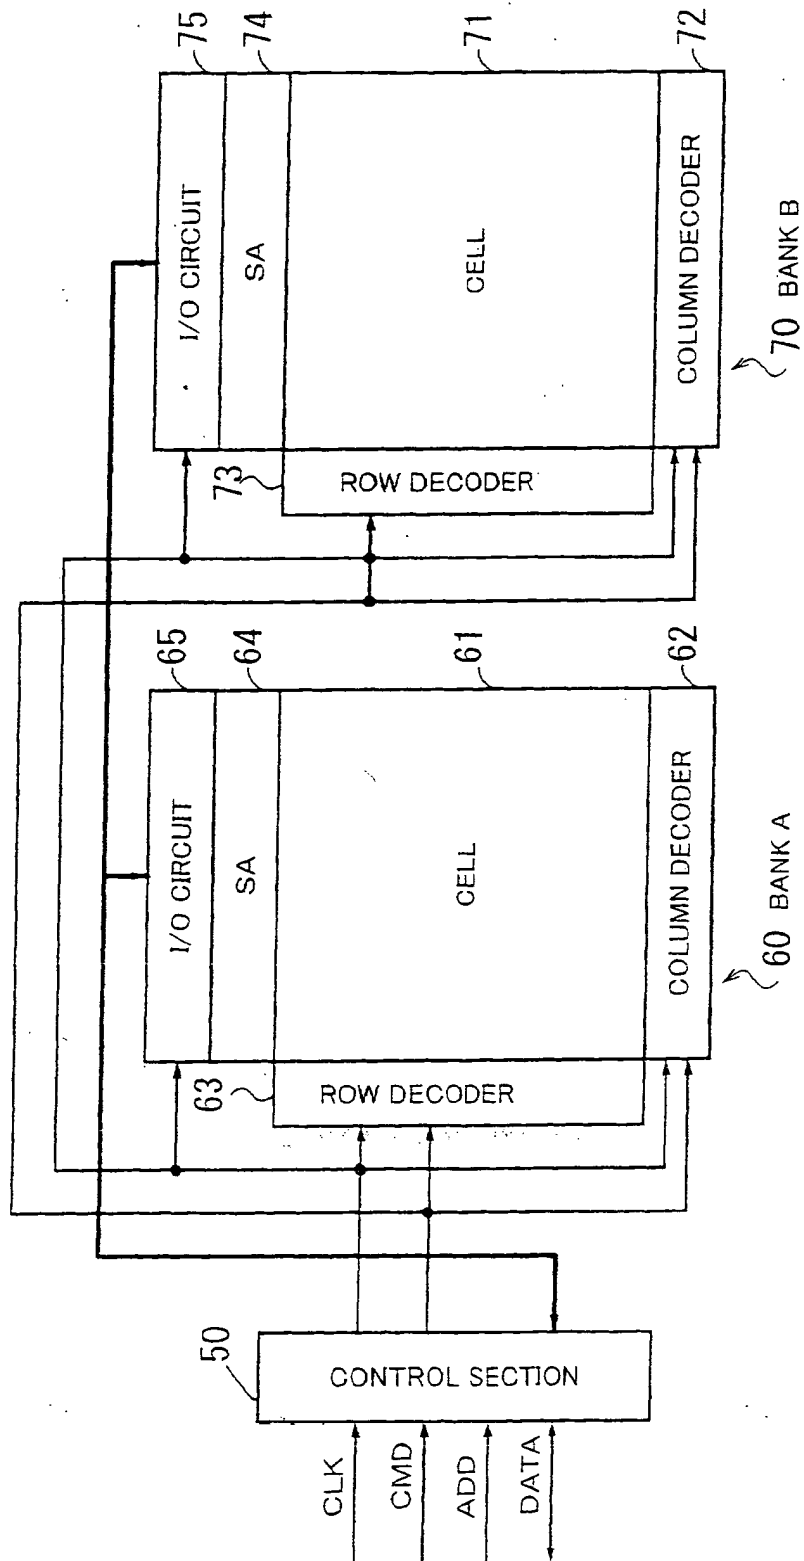 CLK
CMD
ADD
DATA
50
CONTROL SECTION
63
ROW DECODER
I/O CIRCUIT
65
SA
64
CELL
61
COLUMN DECODER
62
60 BANK A
73
ROW DECODER
I/O CIRCUIT
75
SA
74
CELL
71
COLUMN DECODER
72
70 BANK B